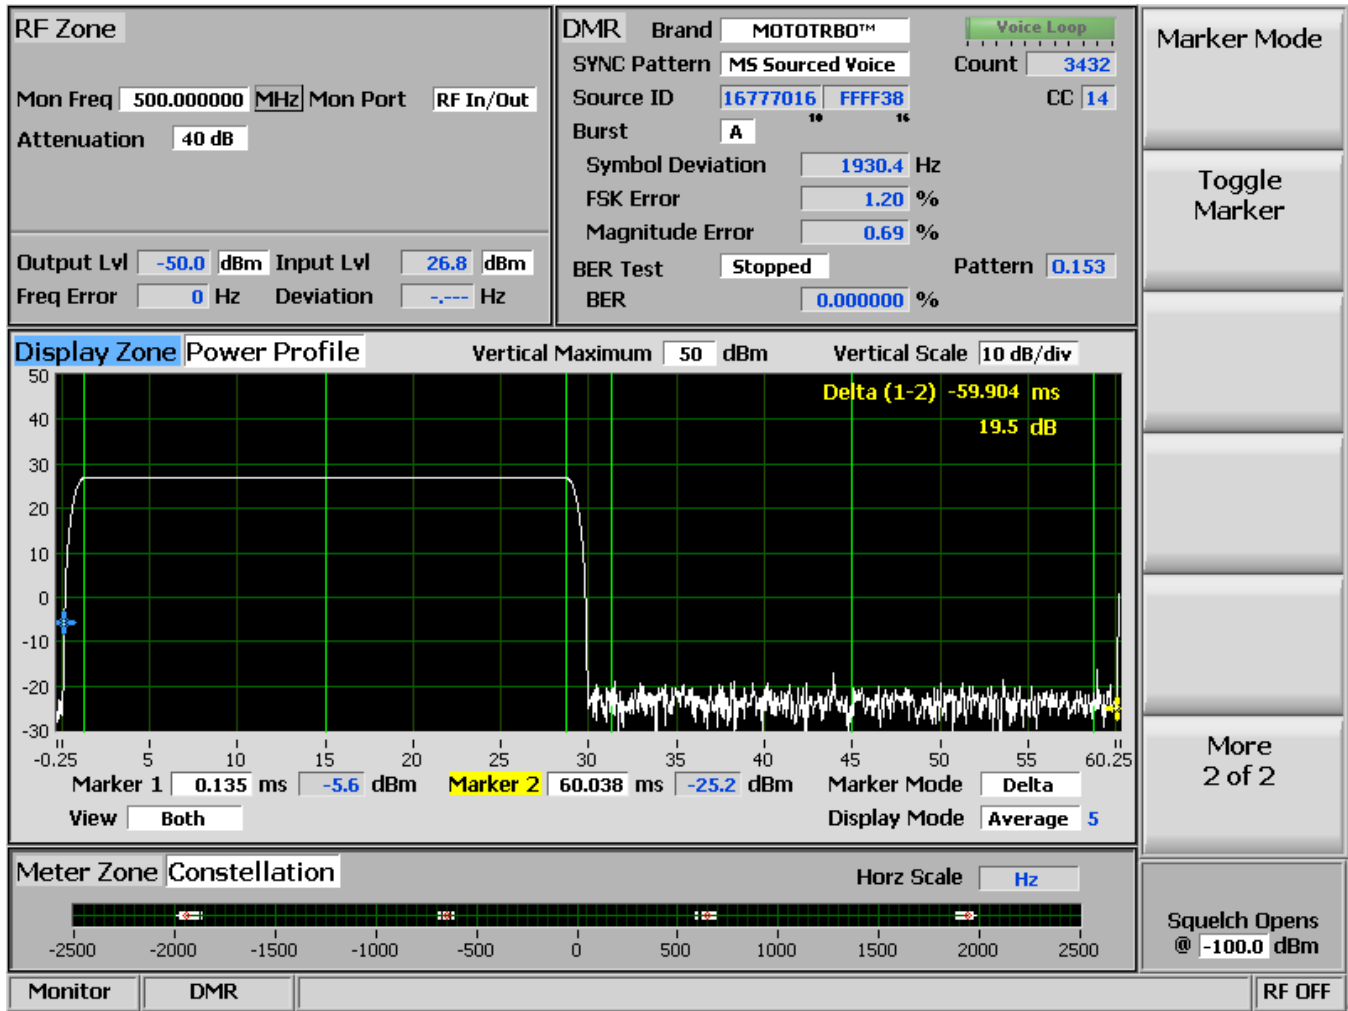 RF Zone
Mon Freq 500.000000 MHz Mon Port RF In/Out
Attenuation 40 dB
Output Lvl -50.0 dBm Input Lvl 26.8 dBm
Freq Error 0 Hz Deviation -.--- Hz
DMR Brand MOTOTRBO™ Voice Loop
SYNC Pattern MS Sourced Voice Count 3432
Source ID 16777016 10 FFFF38 16 CC 14
Burst A
Symbol Deviation 1930.4 Hz
FSK Error 1.20 %
Magnitude Error 0.69 %
BER Test Stopped Pattern 0.153
BER 0.000000 %
Display Zone Power Profile Vertical Maximum 50 dBm Vertical Scale 10 dB/div
Delta (1-2) -59.904 ms
19.5 dB
50
40
30
20
10
0
-10
-20
-30
-0.25 5 10 15 20 25 30 35 40 45 50 55 60.25
Marker 1 0.135 ms -5.6 dBm Marker 2 60.038 ms -25.2 dBm Marker Mode Delta
View Both Display Mode Average 5
Meter Zone Constellation Horz Scale Hz
-2500 -2000 -1500 -1000 -500 0 500 1000 1500 2000 2500
Monitor DMR RF OFF
Marker Mode
Toggle
Marker
More
2 of 2
Squelch Opens
@ -100.0 dBm